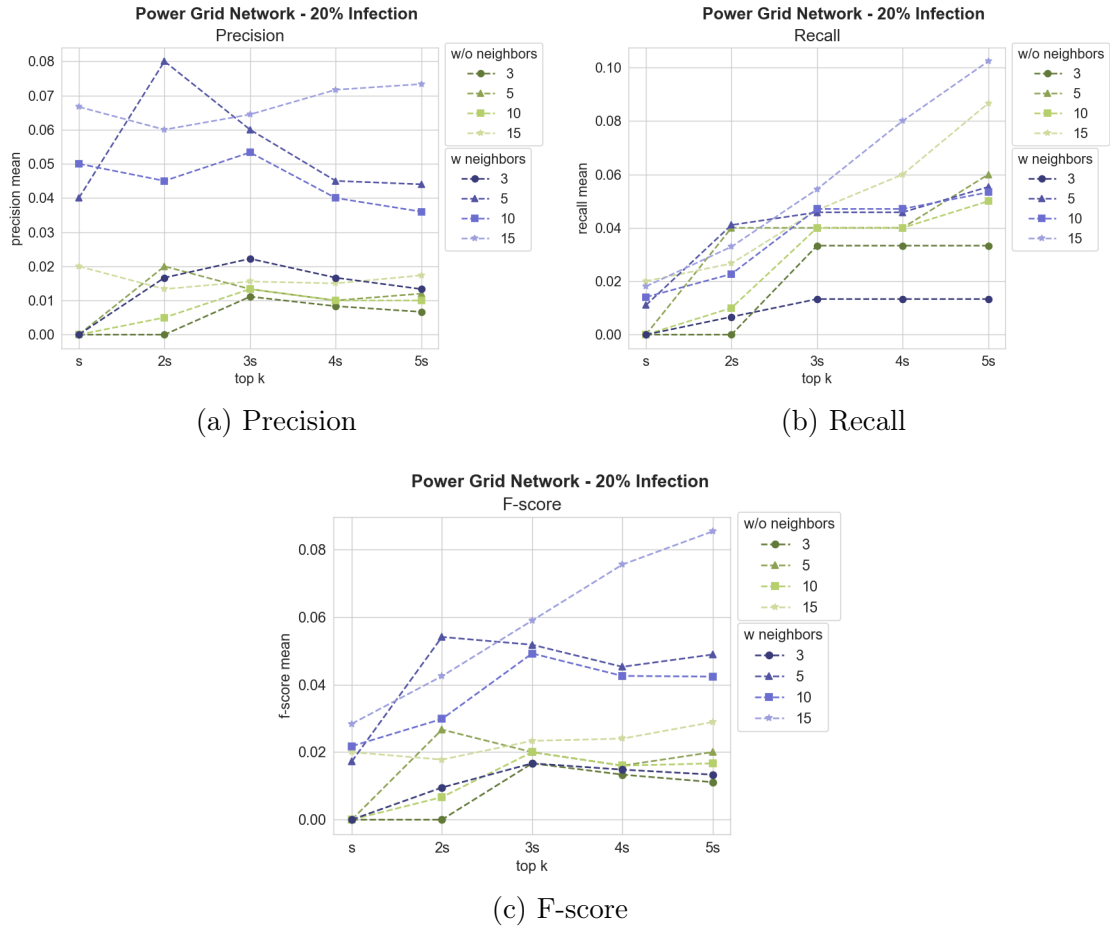 Power Grid Network - 20% Infection
Precision
precision mean
0.08
0.07
0.06
0.05
0.04
0.03
0.02
0.01
0.00
s 2s 3s 4s 5s
top k
w/o neighbors
3
5
10
15
w neighbors
3
5
10
15
(a) Precision
Power Grid Network - 20% Infection
Recall
recall mean
0.10
0.08
0.06
0.04
0.02
0.00
s 2s 3s 4s 5s
top k
w/o neighbors
3
5
10
15
w neighbors
3
5
10
15
(b) Recall
Power Grid Network - 20% Infection
F-score
f-score mean
0.08
0.06
0.04
0.02
0.00
s 2s 3s 4s 5s
top k
w/o neighbors
3
5
10
15
w neighbors
3
5
10
15
(c) F-score